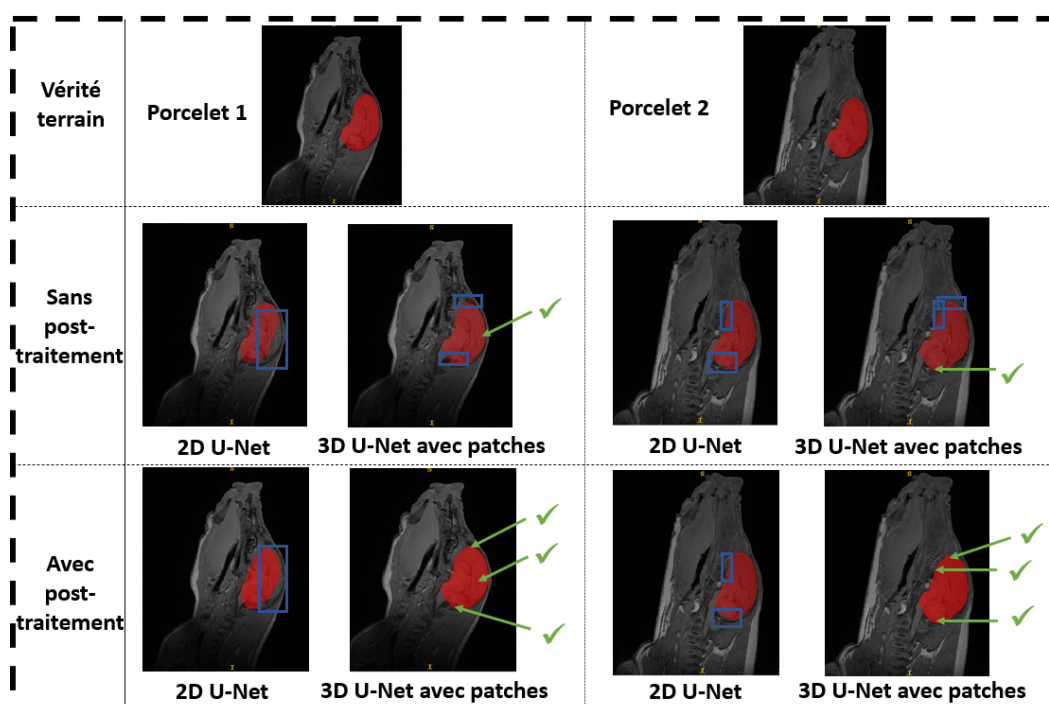 Vérité
terrain
Porcelet 1
Porcelet 2
I
I
Sans
post-
traitement
S
S
S
S
I
I
I
I
2D U-Net
3D U-Net avec patches
2D U-Net
3D U-Net avec patches
Avec
post-
traitement
S
S
S
S
I
I
I
I
2D U-Net
3D U-Net avec patches
2D U-Net
3D U-Net avec patches